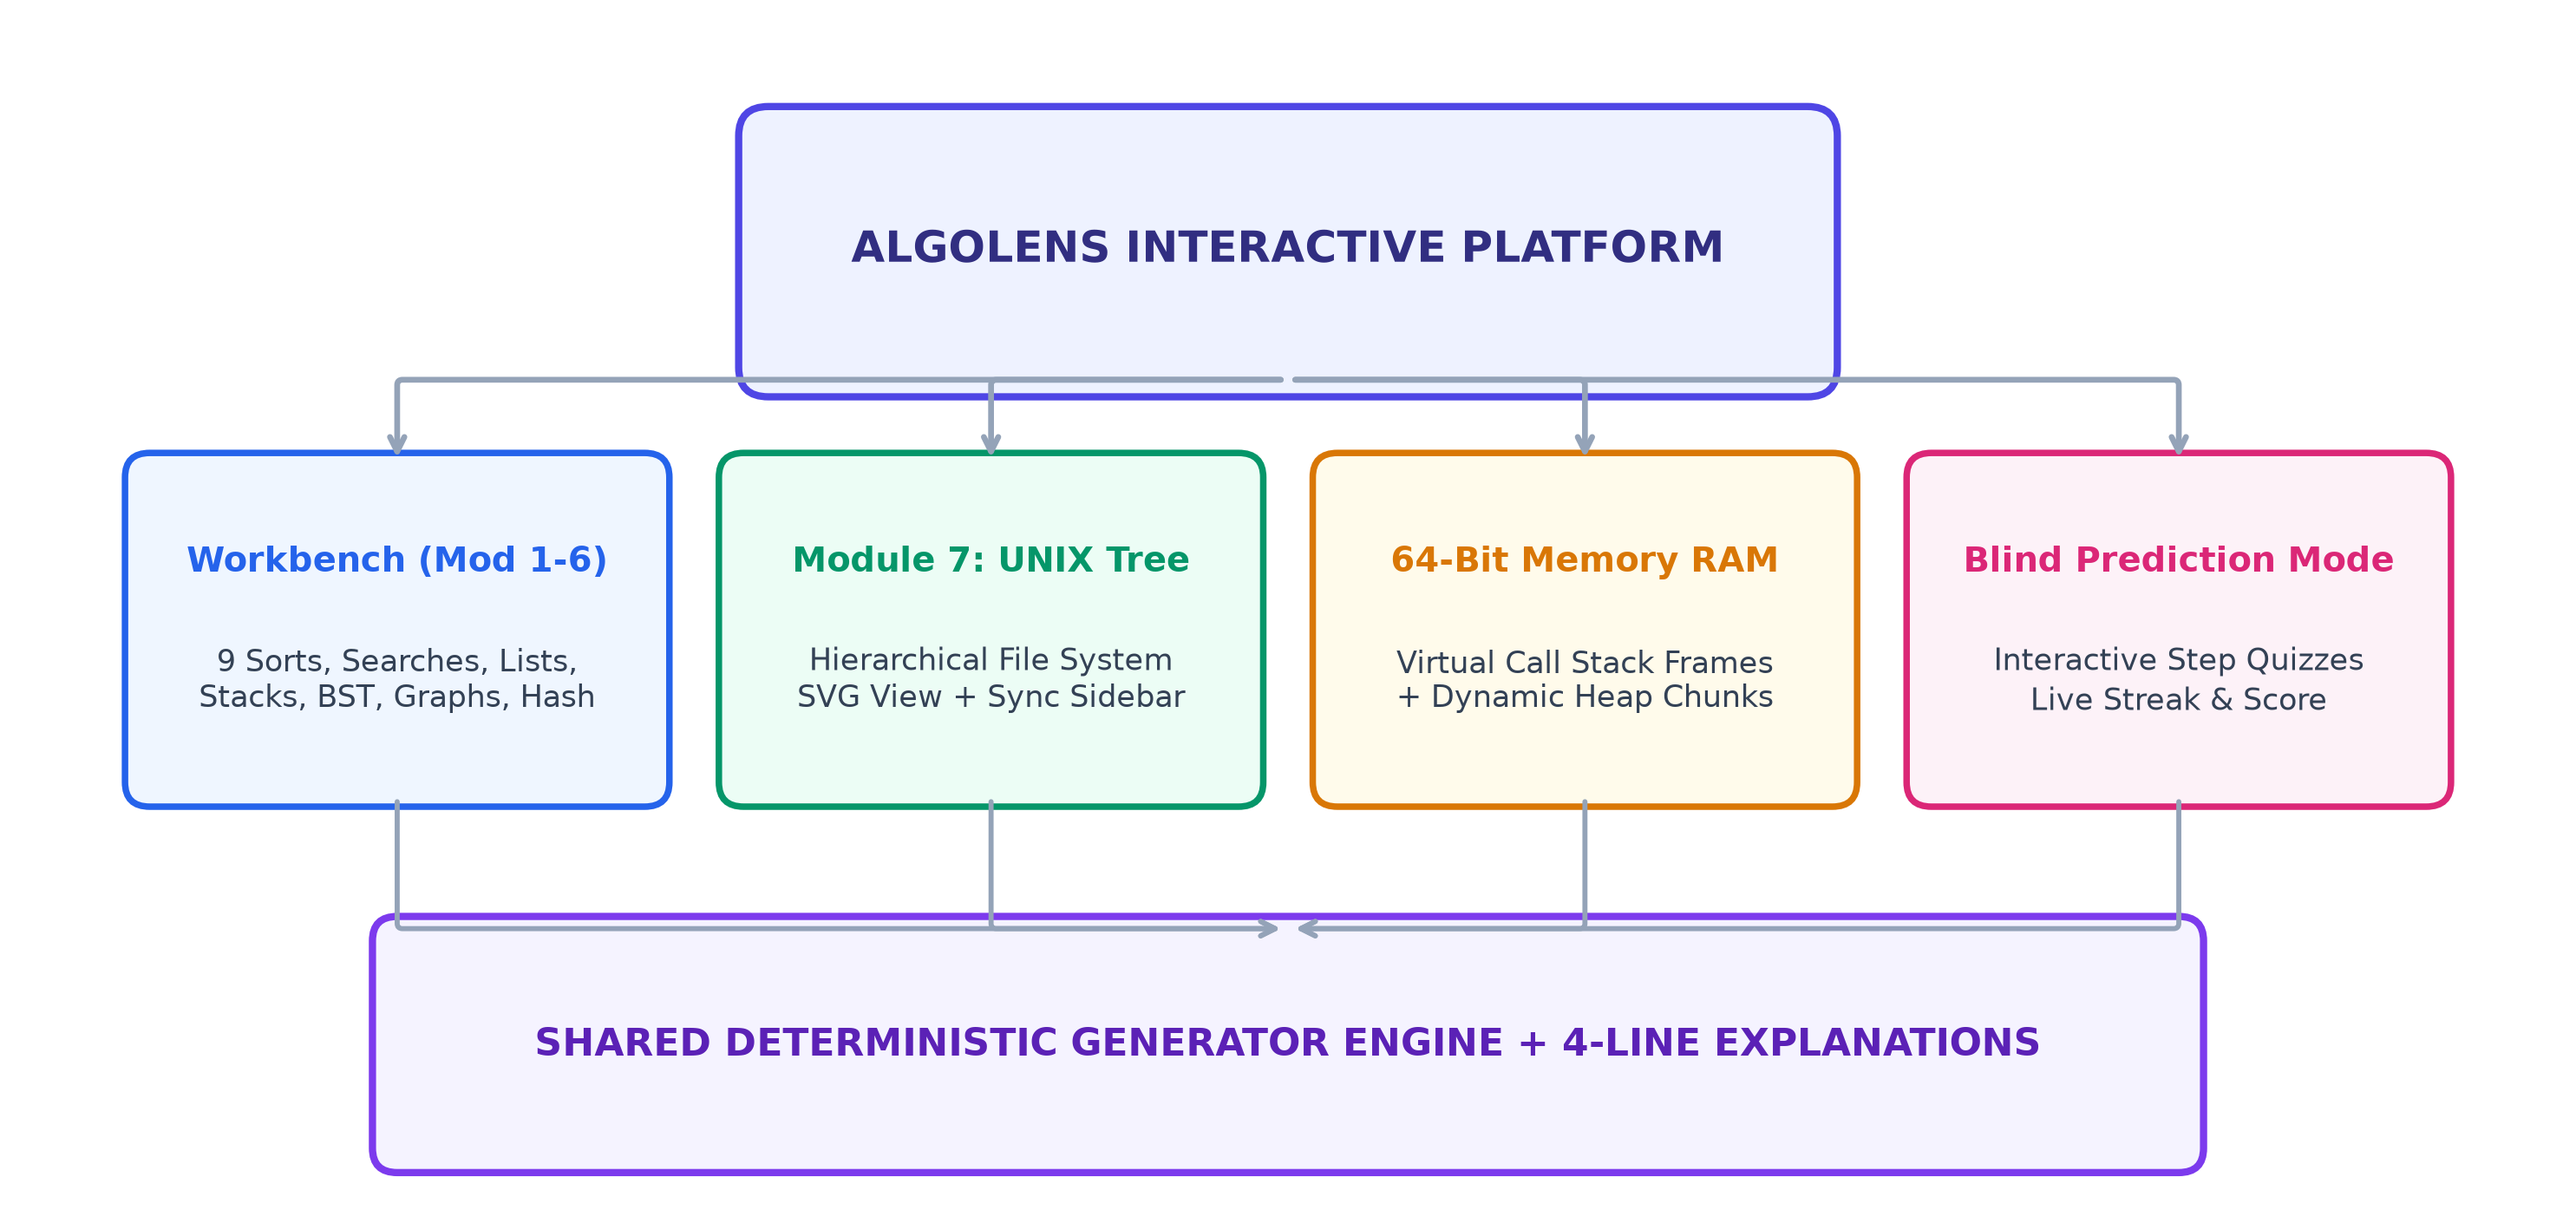 ALGOLENS INTERACTIVE PLATFORM
Workbench (Mod 1-6)
9 Sorts, Searches, Lists,
Stacks, BST, Graphs, Hash
Module 7: UNIX Tree
Hierarchical File System
SVG View + Sync Sidebar
64-Bit Memory RAM
Virtual Call Stack Frames
+ Dynamic Heap Chunks
Blind Prediction Mode
Interactive Step Quizzes
Live Streak & Score
SHARED DETERMINISTIC GENERATOR ENGINE + 4-LINE EXPLANATIONS